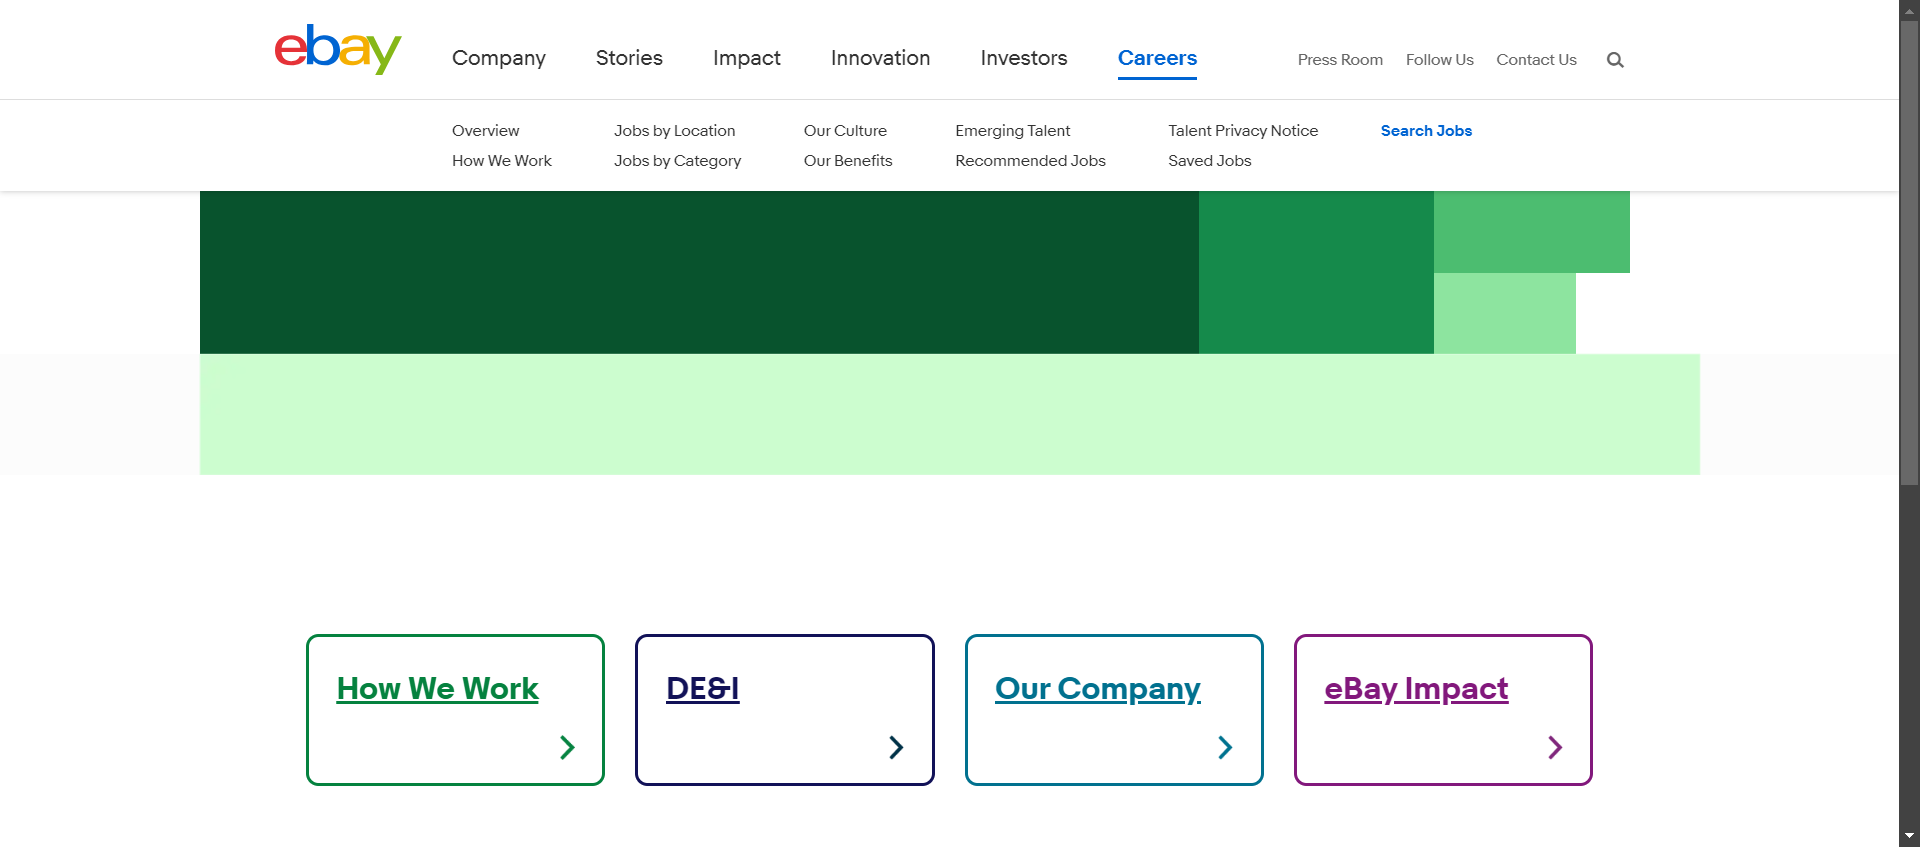 ebay
Company Stories Impact Innovation Investors Careers Press Room Follow Us Contact Us
Overview Jobs by Location Our Culture Emerging Talent Talent Privacy Notice Search Jobs
How We Work Jobs by Category Our Benefits Recommended Jobs Saved Jobs
How We Work DE&I Our Company eBay Impact